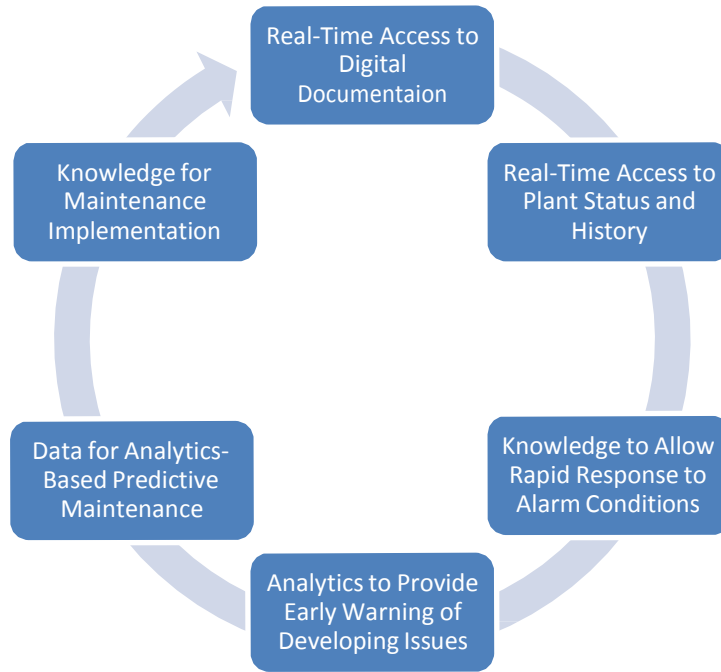 Real-Time Access to
Digital
Documentaion
Real-Time Access to
Plant Status and
History
Knowledge to Allow
Rapid Response to
Alarm Conditions
Analytics to Provide
Early Warning of
Developing Issues
Data for Analytics-
Based Predictive
Maintenance
Knowledge for
Maintenance
Implementation